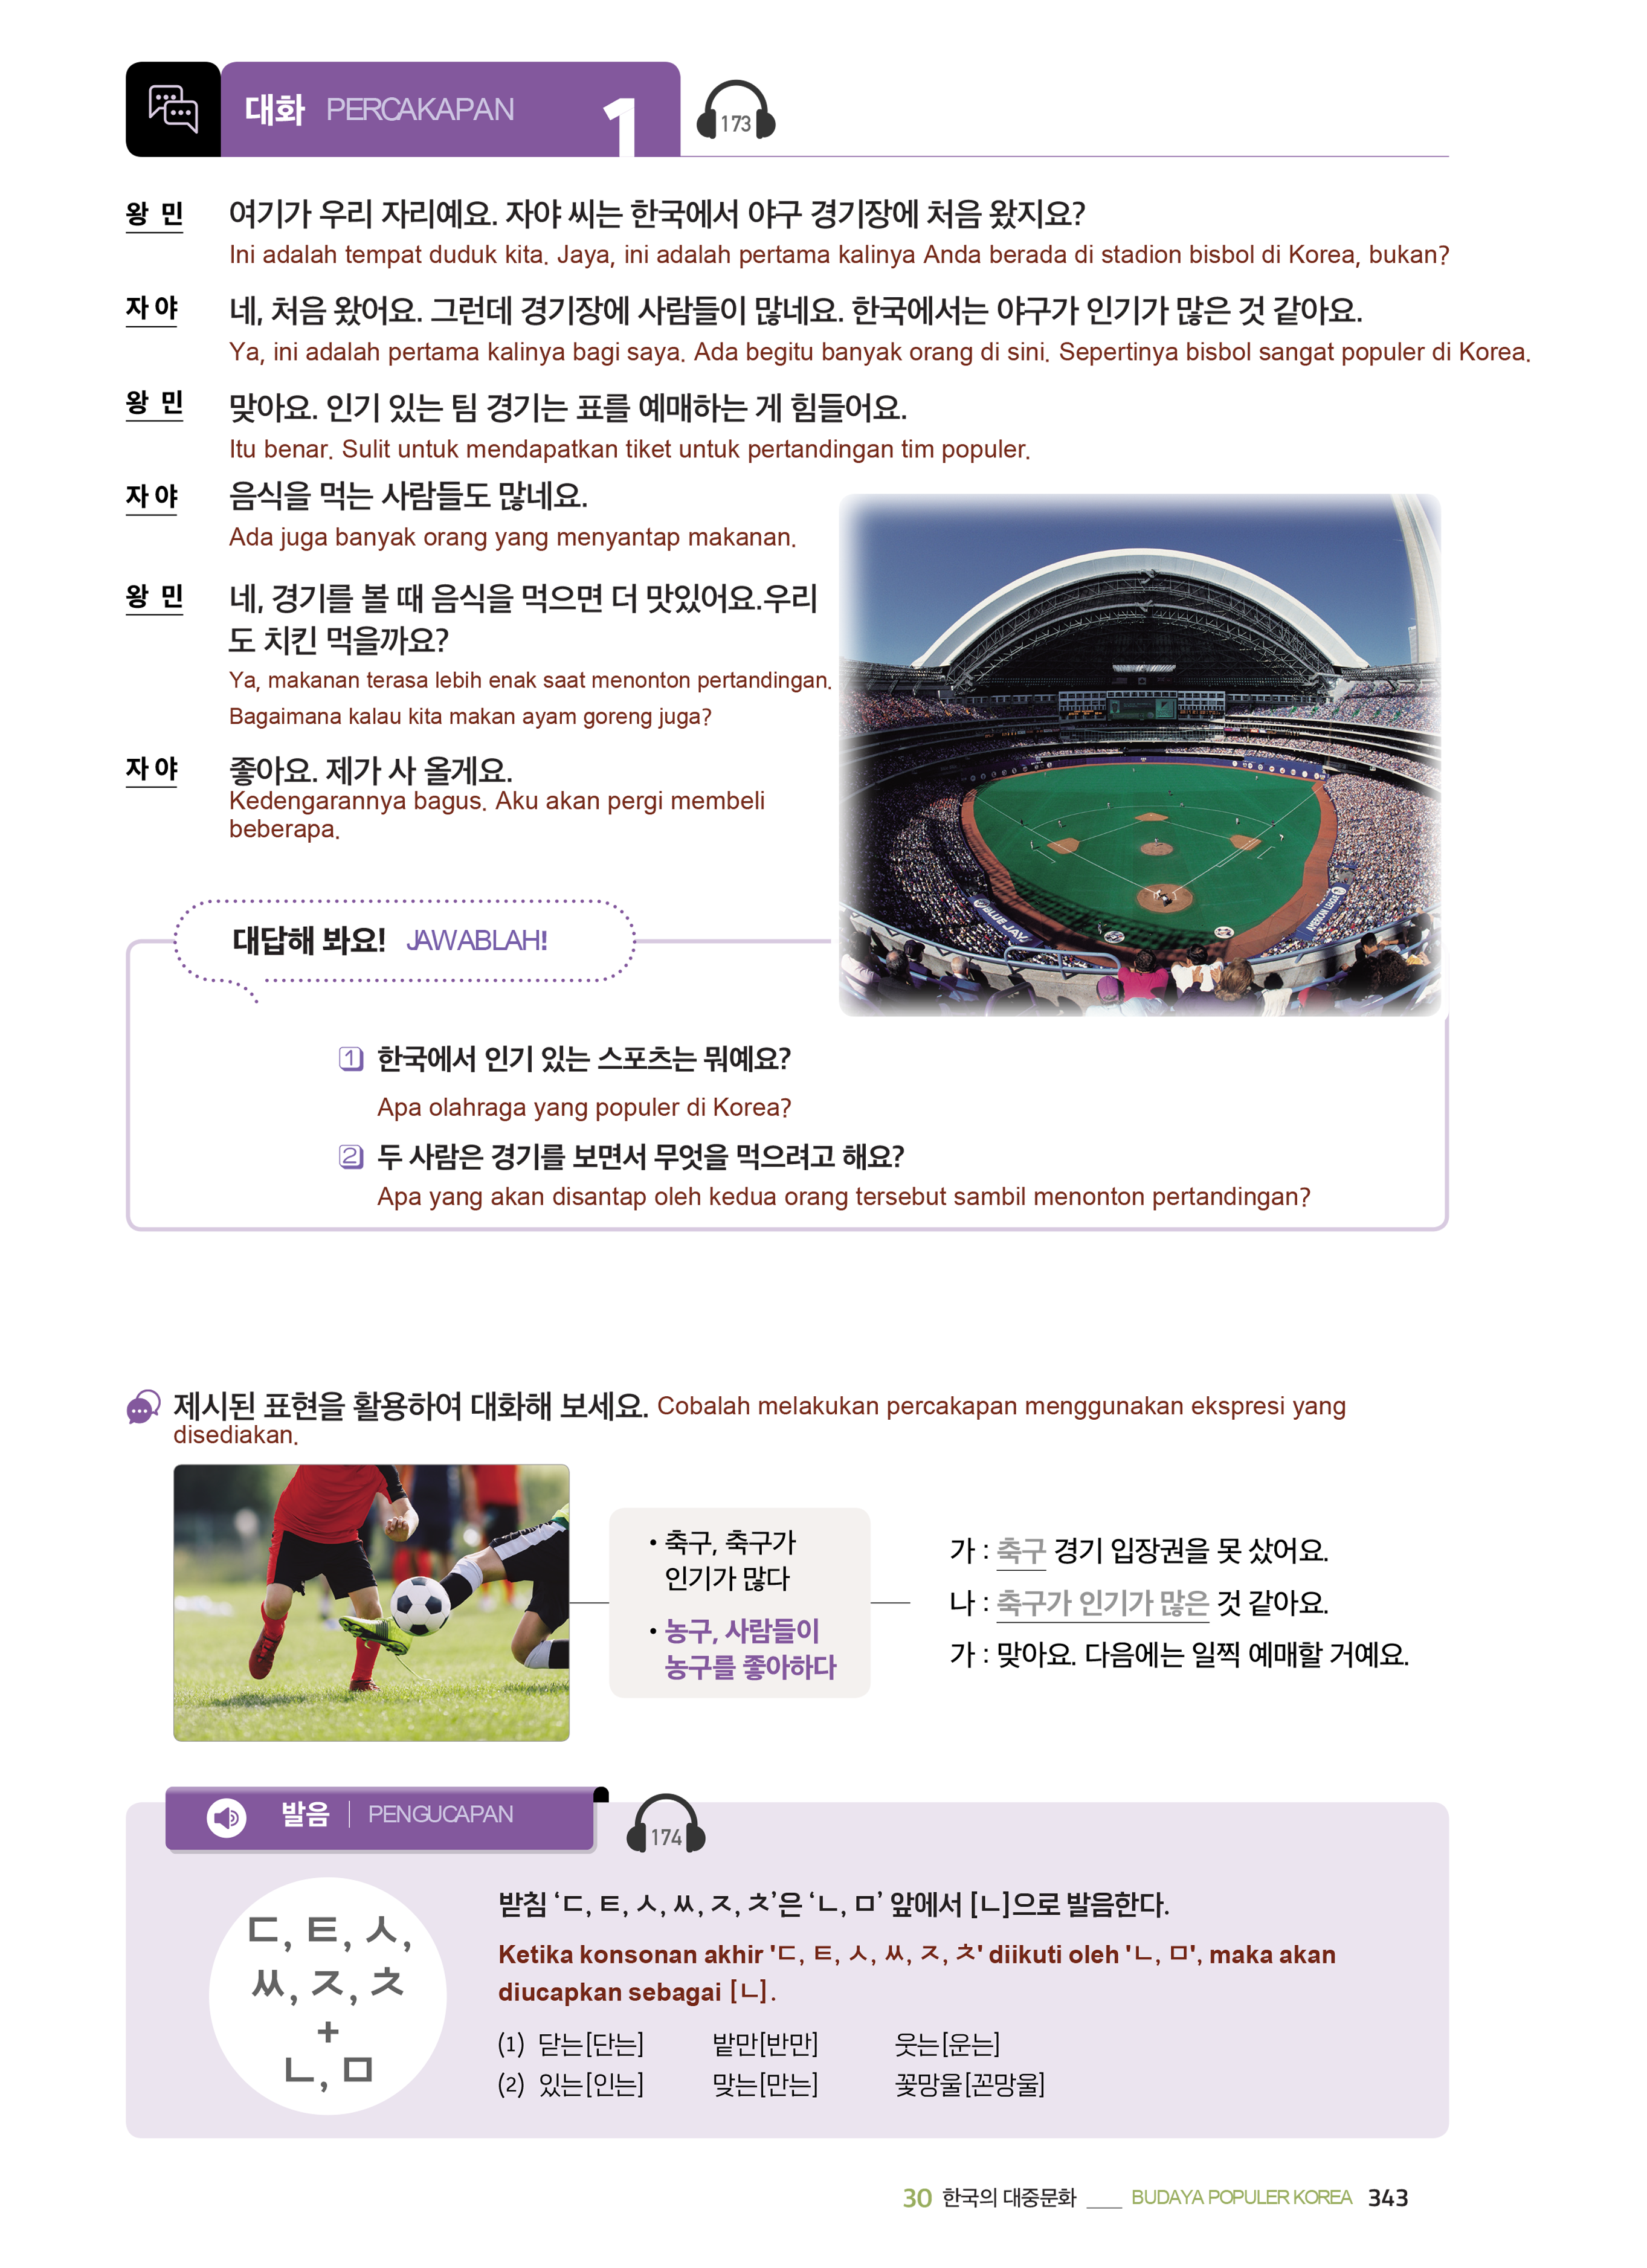 대화 PERCAKAPAN 1 173
왕 민 여기가 우리 자리예요. 자야 씨는 한국에서 야구 경기장에 처음 왔지요?
Ini adalah tempat duduk kita. Jaya, ini adalah pertama kalinya Anda berada di stadion bisbol di Korea, bukan?
자 야 네, 처음 왔어요. 그런데 경기장에 사람들이 많네요. 한국에서는 야구가 인기가 많은 것 같아요.
Ya, ini adalah pertama kalinya bagi saya. Ada begitu banyak orang di sini. Sepertinya bisbol sangat populer di Korea.
왕 민 맞아요. 인기 있는 팀 경기는 표를 예매하는 게 힘들어요.
Itu benar. Sulit untuk mendapatkan tiket untuk pertandingan tim populer.
자 야 음식을 먹는 사람들도 많네요.
Ada juga banyak orang yang menyantap makanan.
왕 민 네, 경기를 볼 때 음식을 먹으면 더 맛있어요.우리
도 치킨 먹을까요?
Ya, makanan terasa lebih enak saat menonton pertandingan.
Bagaimana kalau kita makan ayam goreng juga?
자 야 좋아요. 제가 사 올게요.
Kedengarannya bagus. Aku akan pergi membeli
beberapa.
BLUE JAY
AMERICAN LEAGUE
대답해 봐요! JAWABLAH!
1 한국에서 인기 있는 스포츠는 뭐예요?
Apa olahraga yang populer di Korea?
2 두 사람은 경기를 보면서 무엇을 먹으려고 해요?
Apa yang akan disantap oleh kedua orang tersebut sambil menonton pertandingan?
제시된 표현을 활용하여 대화해 보세요. Cobalah melakukan percakapan menggunakan ekspresi yang
disediakan.
• 축구, 축구가
인기가 많다
• 농구, 사람들이
농구를 좋아하다
가 : 축구 경기 입장권을 못 샀어요.
나 : 축구가 인기가 많은 것 같아요.
가 : 맞아요. 다음에는 일찍 예매할 거예요.
발음 | PENGUCAPAN 174
ㄷ, ㅌ, ㅅ,
ㅆ, ㅈ, ㅊ
+
ㄴ, ㅁ
받침 ‘ㄷ, ㅌ, ㅅ, ㅆ, ㅈ, ㅊ’은 ‘ㄴ, ㅁ’ 앞에서 [ㄴ]으로 발음한다.
Ketika konsonan akhir 'ㄷ, ㅌ, ㅅ, ㅆ, ㅈ, ㅊ' diikuti oleh 'ㄴ, ㅁ', maka akan
diucapkan sebagai [ㄴ].
(1) 닫는[단는] 밭만[반만] 웃는[운는]
(2) 있는[인는] 맞는[만는] 꽃망울[꼰망울]
30 한국의 대중문화 ___ BUDAYA POPULER KOREA 343